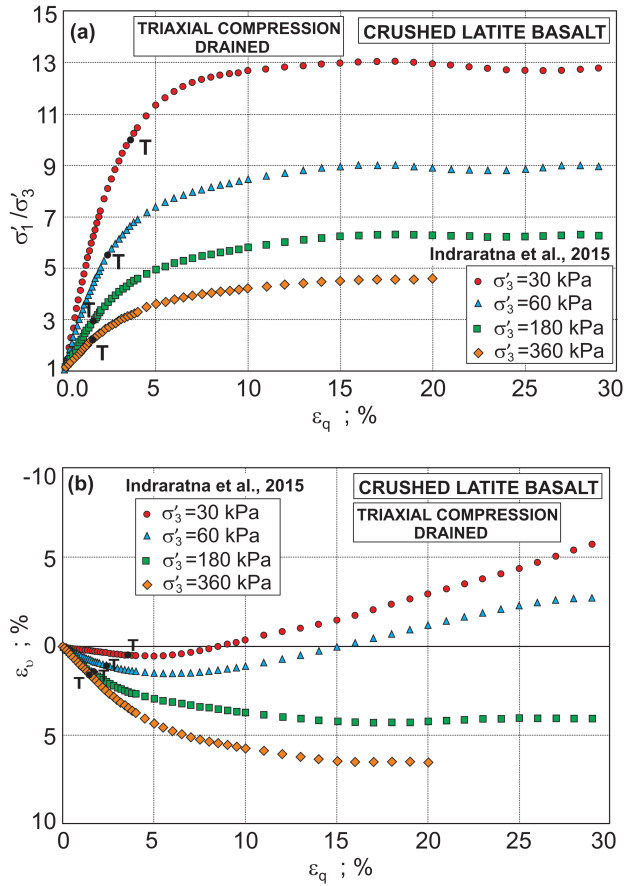 (a)
TRIAXIAL COMPRESSION
DRAINED
CRUSHED LATITE BASALT
15
13
11
9
7
5
3
1
σ′1/σ′3
T
T
T
T
Indraratna et al., 2015
σ′3=30 kPa
σ′3=60 kPa
σ′3=180 kPa
σ′3=360 kPa
0.0 5 10 15 20 25 30
εq ; %
(b)
Indraratna et al., 2015
CRUSHED LATITE BASALT
TRIAXIAL COMPRESSION
DRAINED
σ′3=30 kPa
σ′3=60 kPa
σ′3=180 kPa
σ′3=360 kPa
-10
5
0
5
10
ευ ; %
T
T
T
T
0 5 10 15 20 25 30
εq ; %